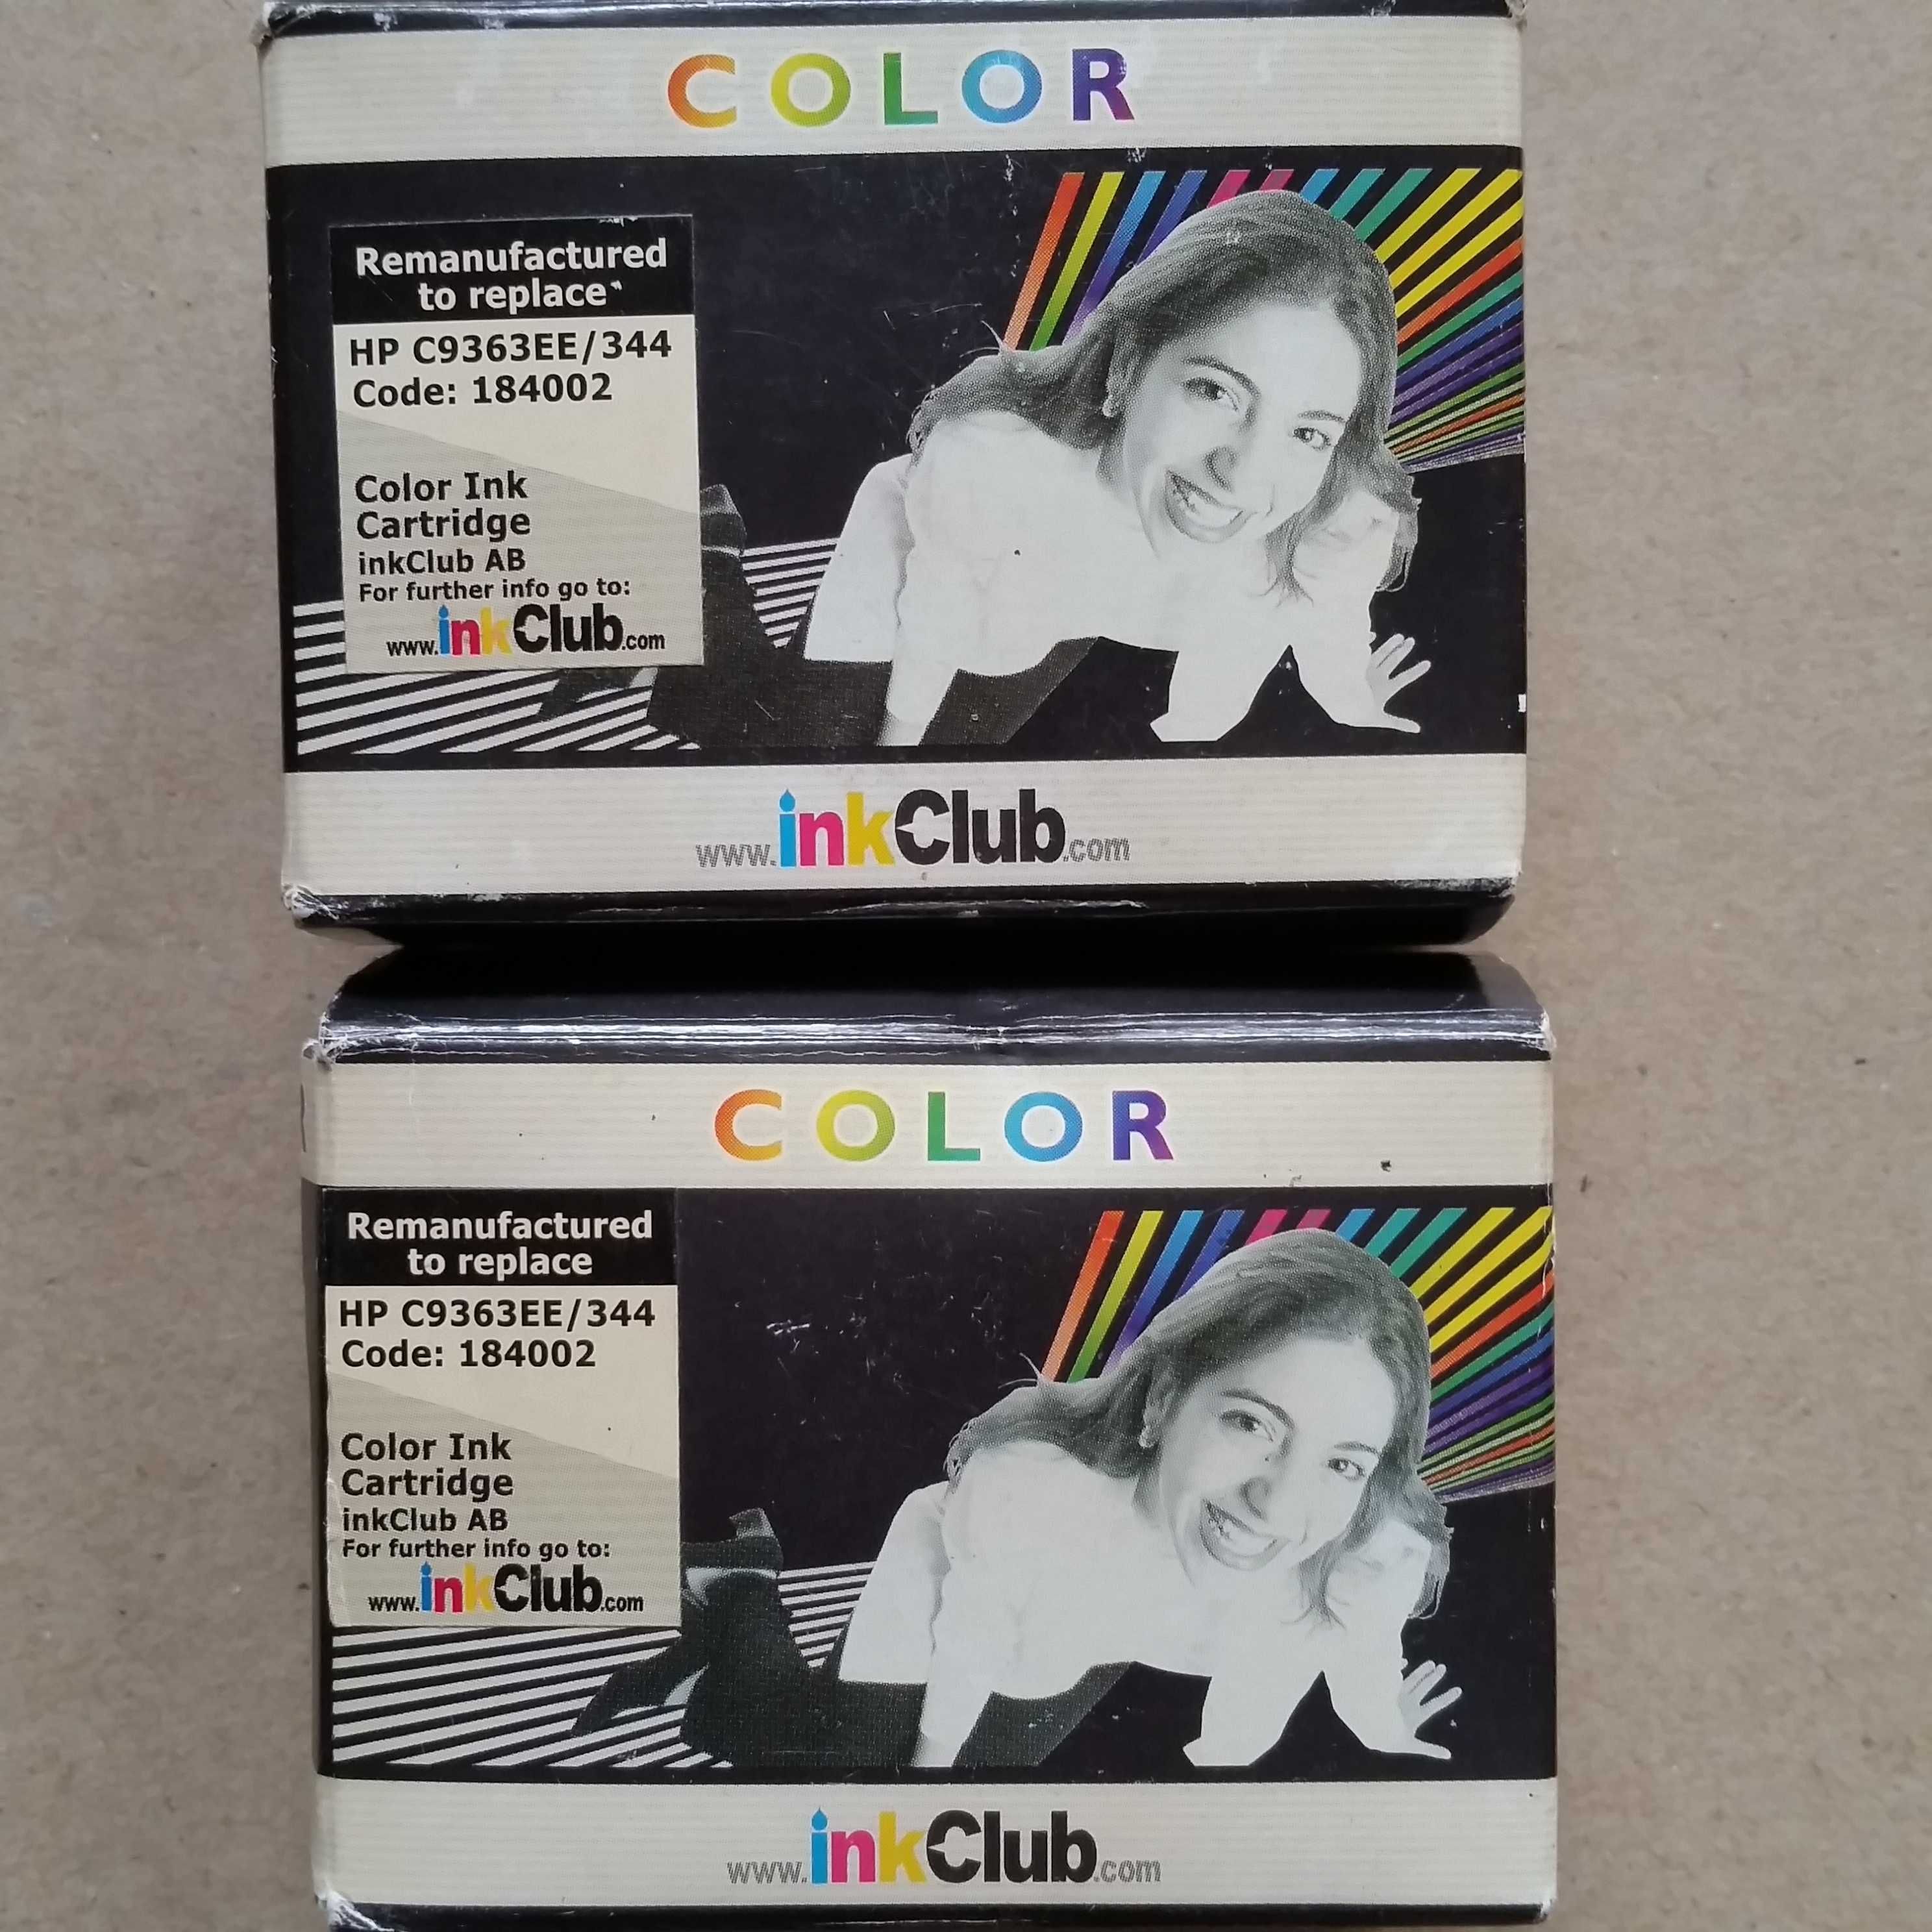 COLOR
Remanufactured
to replace
HP C9363EE/344
Code: 184002
Color Ink
Cartridge
inkClub AB
For further info go to:
www.inkClub.com
www.inkClub.com
COLOR
Remanufactured
to replace
HP C9363EE/344
Code: 184002
Color Ink
Cartridge
inkClub AB
For further info go to:
www.inkClub.com
www.inkClub.com